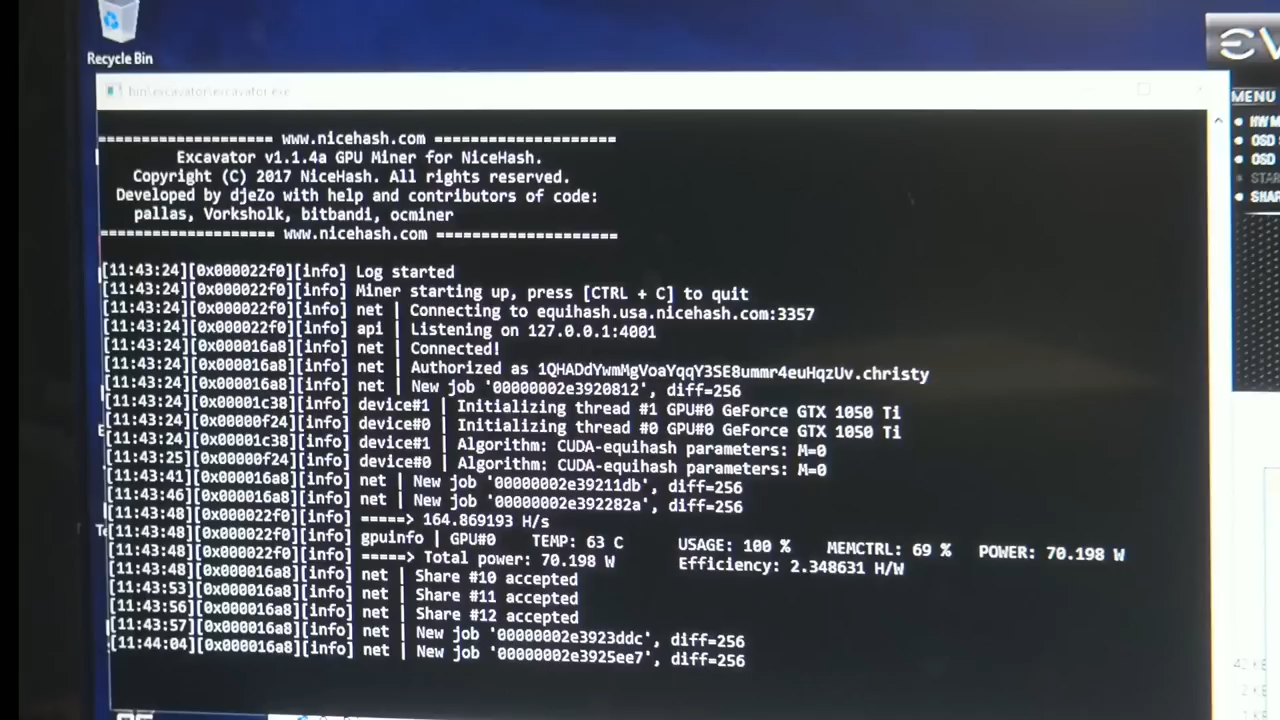 Recycle Bin
bin\excavator\excavator.exe
=================== www.nicehash.com ===================
Excavator v1.1.4a GPU Miner for NiceHash.
Copyright (C) 2017 NiceHash. All rights reserved.
Developed by djeZo with help and contributors of code:
pallas, Vorksholk, bitbandi, ocminer
=================== www.nicehash.com ===================
[11:43:24][0x000022f0][info] Log started
[11:43:24][0x000022f0][info] Miner starting up, press [CTRL + C] to quit
[11:43:24][0x000022f0][info] net | Connecting to equihash.usa.nicehash.com:3357
[11:43:24][0x000022f0][info] api | Listening on 127.0.0.1:4001
[11:43:24][0x000016a8][info] net | Connected!
[11:43:24][0x000016a8][info] net | Authorized as 1QHADdYwmMgVoaYqqY3SE8ummr4euHqzUv.christy
[11:43:24][0x000016a8][info] net | New job '00000002e3920812', diff=256
[11:43:24][0x00001c38][info] device#1 | Initializing thread #1 GPU#0 GeForce GTX 1050 Ti
[11:43:24][0x00000f24][info] device#0 | Initializing thread #0 GPU#0 GeForce GTX 1050 Ti
[11:43:24][0x00001c38][info] device#1 | Algorithm: CUDA-equihash parameters: M=0
[11:43:25][0x00000f24][info] device#0 | Algorithm: CUDA-equihash parameters: M=0
[11:43:41][0x000016a8][info] net | New job '00000002e39211db', diff=256
[11:43:46][0x000016a8][info] net | New job '00000002e392282a', diff=256
[11:43:48][0x000022f0][info] =====> 164.869193 H/s
[11:43:48][0x000022f0][info] gpuinfo | GPU#0 TEMP: 63 C USAGE: 100 % MEMCTRL: 69 % POWER: 70.198 W
[11:43:48][0x000022f0][info] =====> Total power: 70.198 W Efficiency: 2.348631 H/W
[11:43:48][0x000016a8][info] net | Share #10 accepted
[11:43:53][0x000016a8][info] net | Share #11 accepted
[11:43:56][0x000016a8][info] net | Share #12 accepted
[11:43:57][0x000016a8][info] net | New job '00000002e3923ddc', diff=256
[11:44:04][0x000016a8][info] net | New job '00000002e3925ee7', diff=256
MENU
HW M
OSD S
OSD
STAR
SHAR
42 KB
2 KB
1 KB